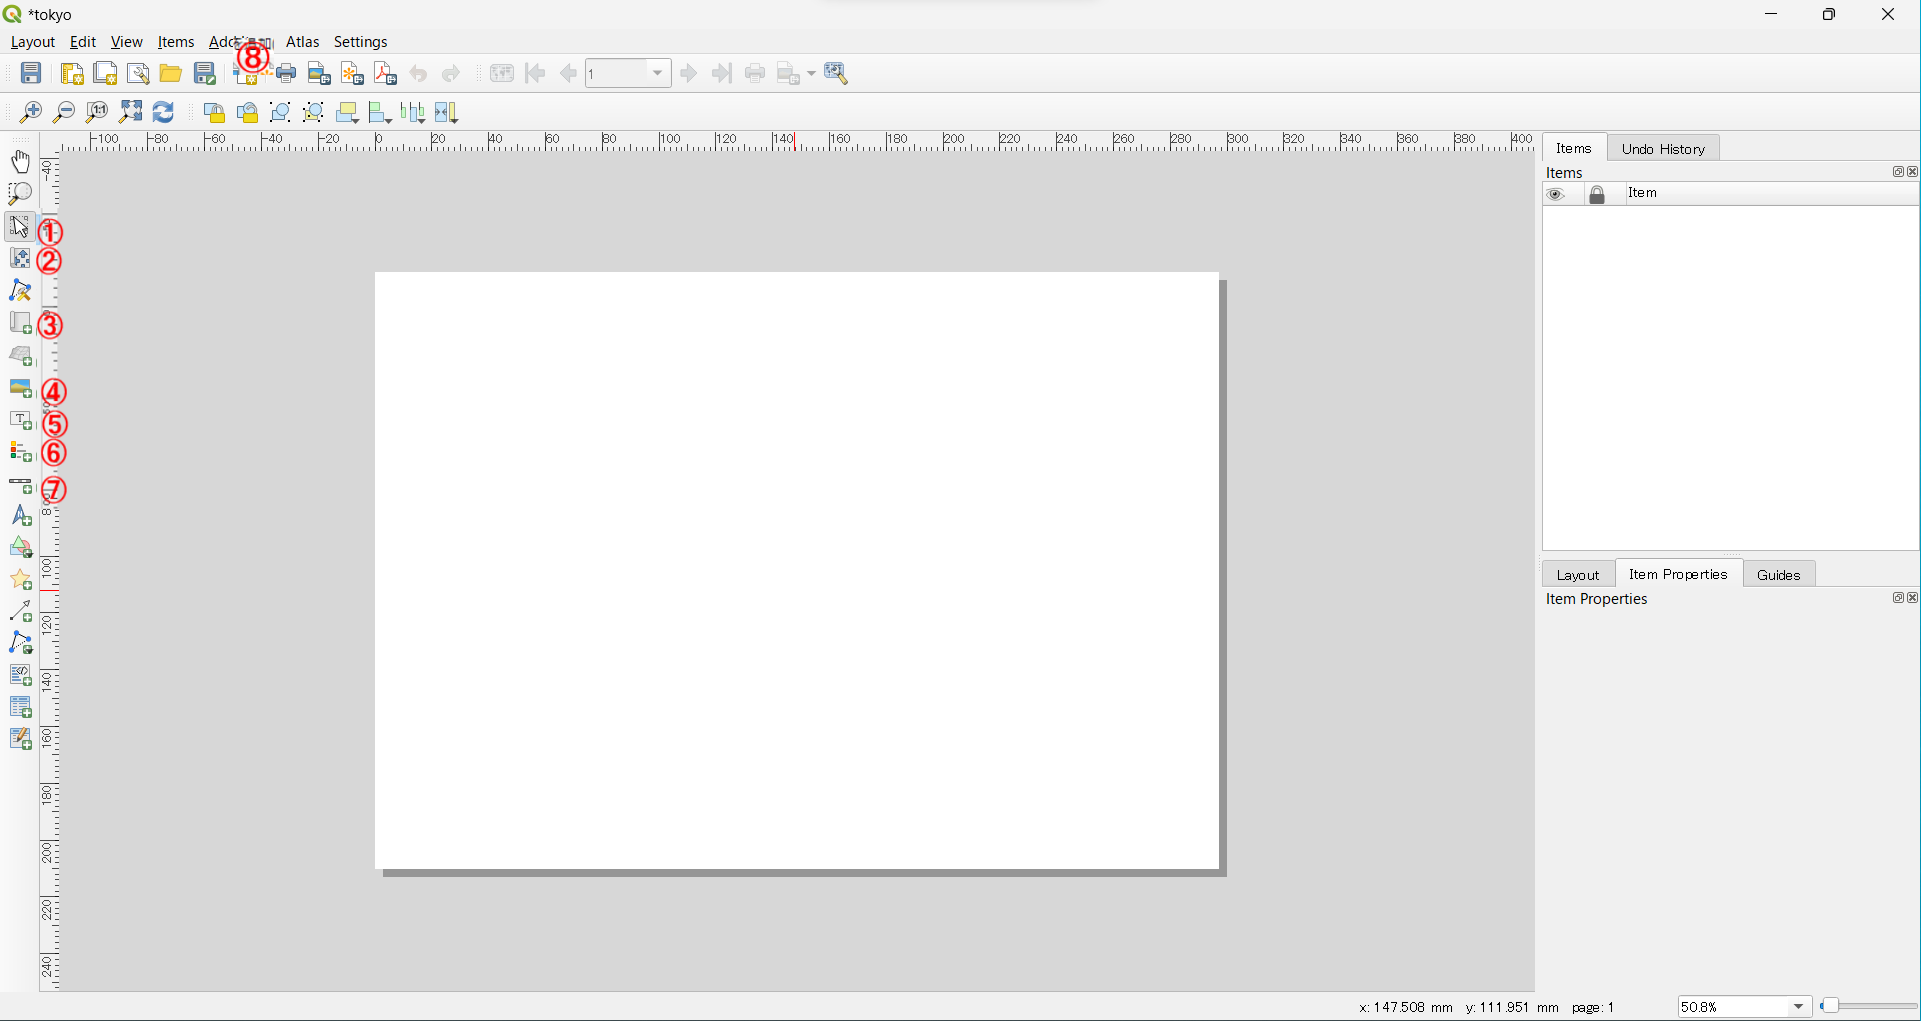 *tokyo
Layout Edit View Items Atlas Settings
⑧
1
-100 -80 -60 -40 -20 0 20 40 60 80 100 120 140 160 180 200 220 240 260 280 300 320 340 360 380 400
-40
①
②
③
④
⑤
⑥
⑦
80
100
120
140
160
180
200
220
240
Items Undo History
Items
Item
Layout Item Properties Guides
Item Properties
x: 147.508 mm y: 111.951 mm page: 1
50.8%